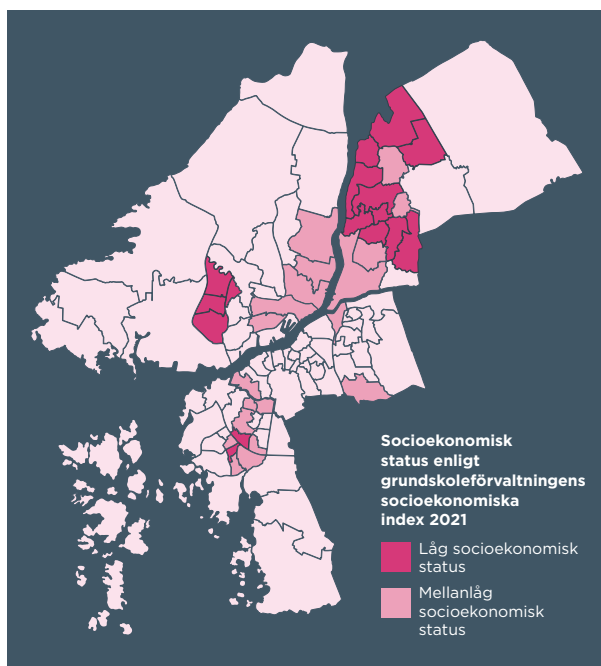 Socioekonomisk
status enligt
grundskoleförvaltningens
socioekonomiska
index 2021
Låg socioekonomisk
status
Mellanlåg
socioekonomisk
status